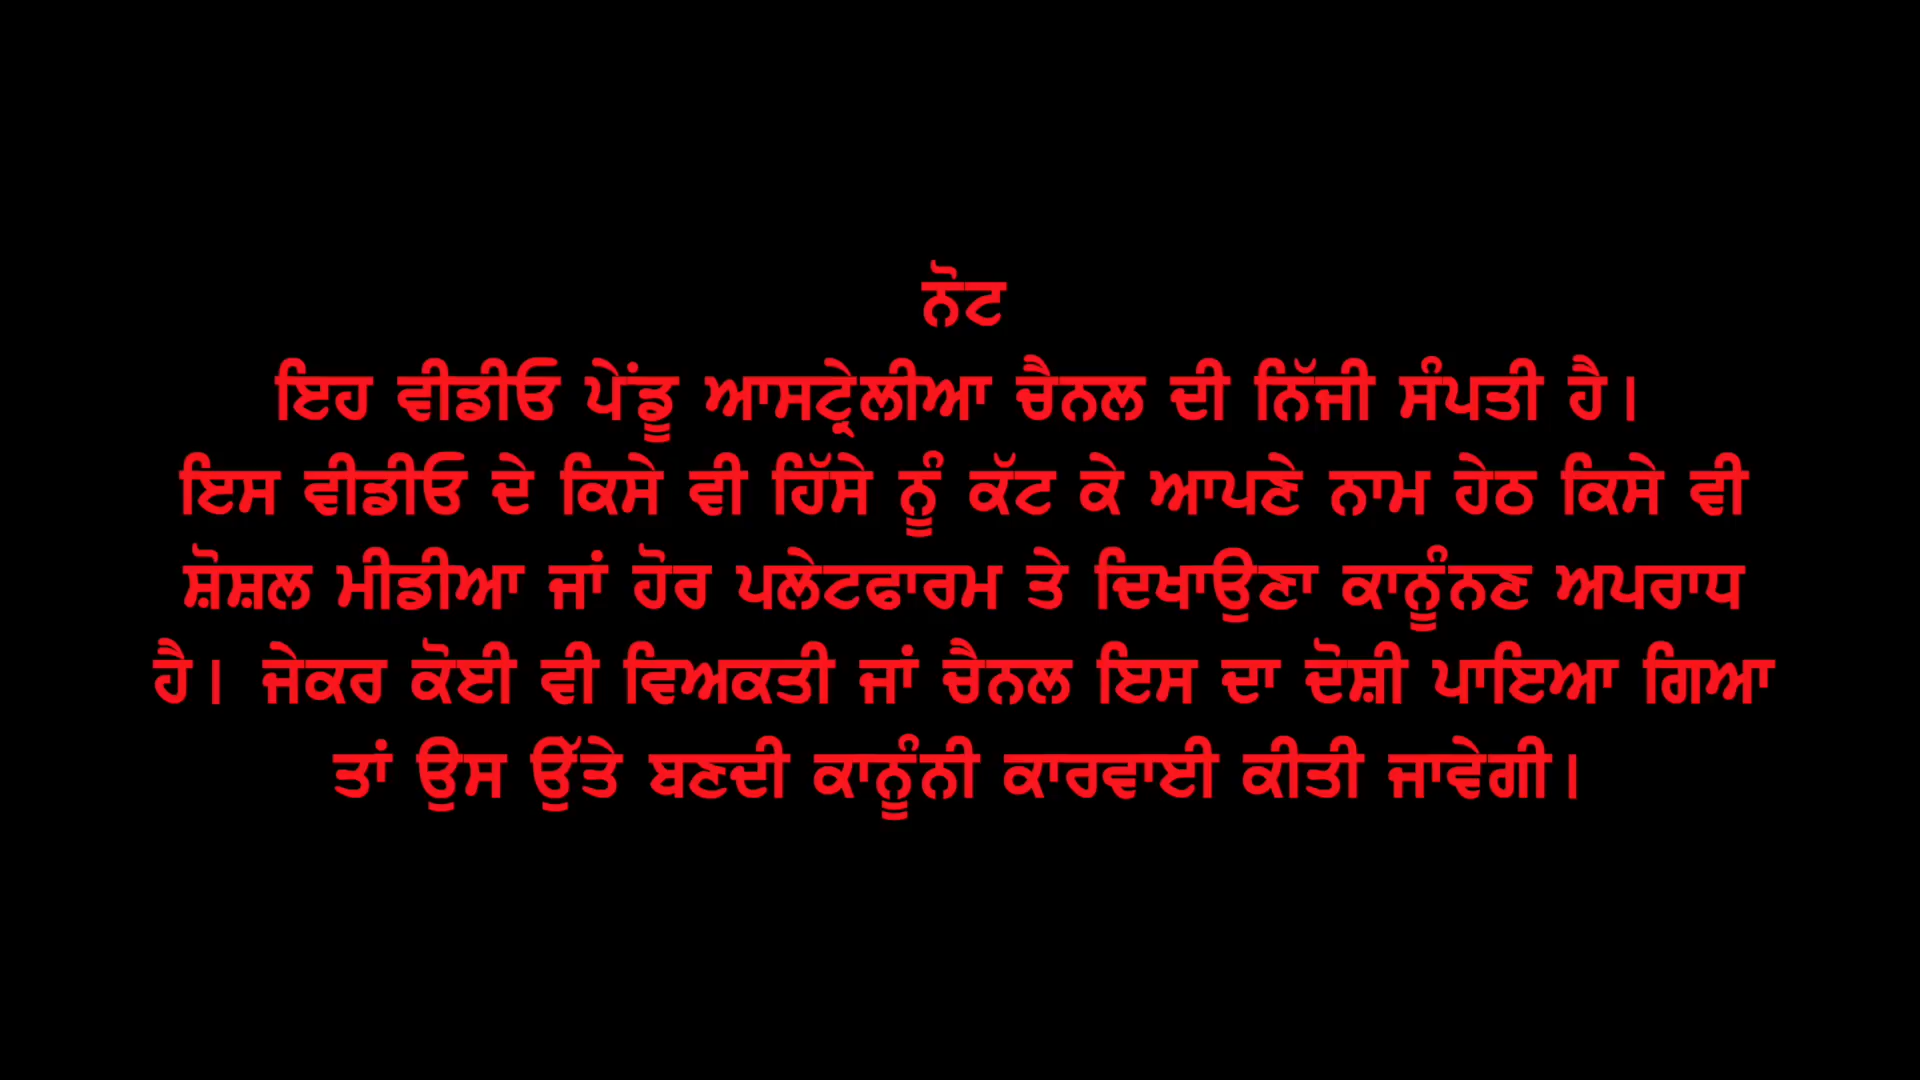 ਨੋਟ
ਇਹ ਵੀਡੀਓ ਪੇਂਡੂ ਆਸਟ੍ਰੇਲੀਆ ਚੈਨਲ ਦੀ ਨਿੱਜੀ ਸੰਪਤੀ ਹੈ।
ਇਸ ਵੀਡੀਓ ਦੇ ਕਿਸੇ ਵੀ ਹਿੱਸੇ ਨੂੰ ਕੱਟ ਕੇ ਆਪਣੇ ਨਾਮ ਹੇਠ ਕਿਸੇ ਵੀ
ਸ਼ੋਸ਼ਲ ਮੀਡੀਆ ਜਾਂ ਹੋਰ ਪਲੇਟਫਾਰਮ ਤੇ ਦਿਖਾਉਣਾ ਕਾਨੂੰਨਣ ਅਪਰਾਧ
ਹੈ। ਜੇਕਰ ਕੋਈ ਵੀ ਵਿਅਕਤੀ ਜਾਂ ਚੈਨਲ ਇਸ ਦਾ ਦੋਸ਼ੀ ਪਾਇਆ ਗਿਆ
ਤਾਂ ਉਸ ਉੱਤੇ ਬਣਦੀ ਕਾਨੂੰਨੀ ਕਾਰਵਾਈ ਕੀਤੀ ਜਾਵੇਗੀ।